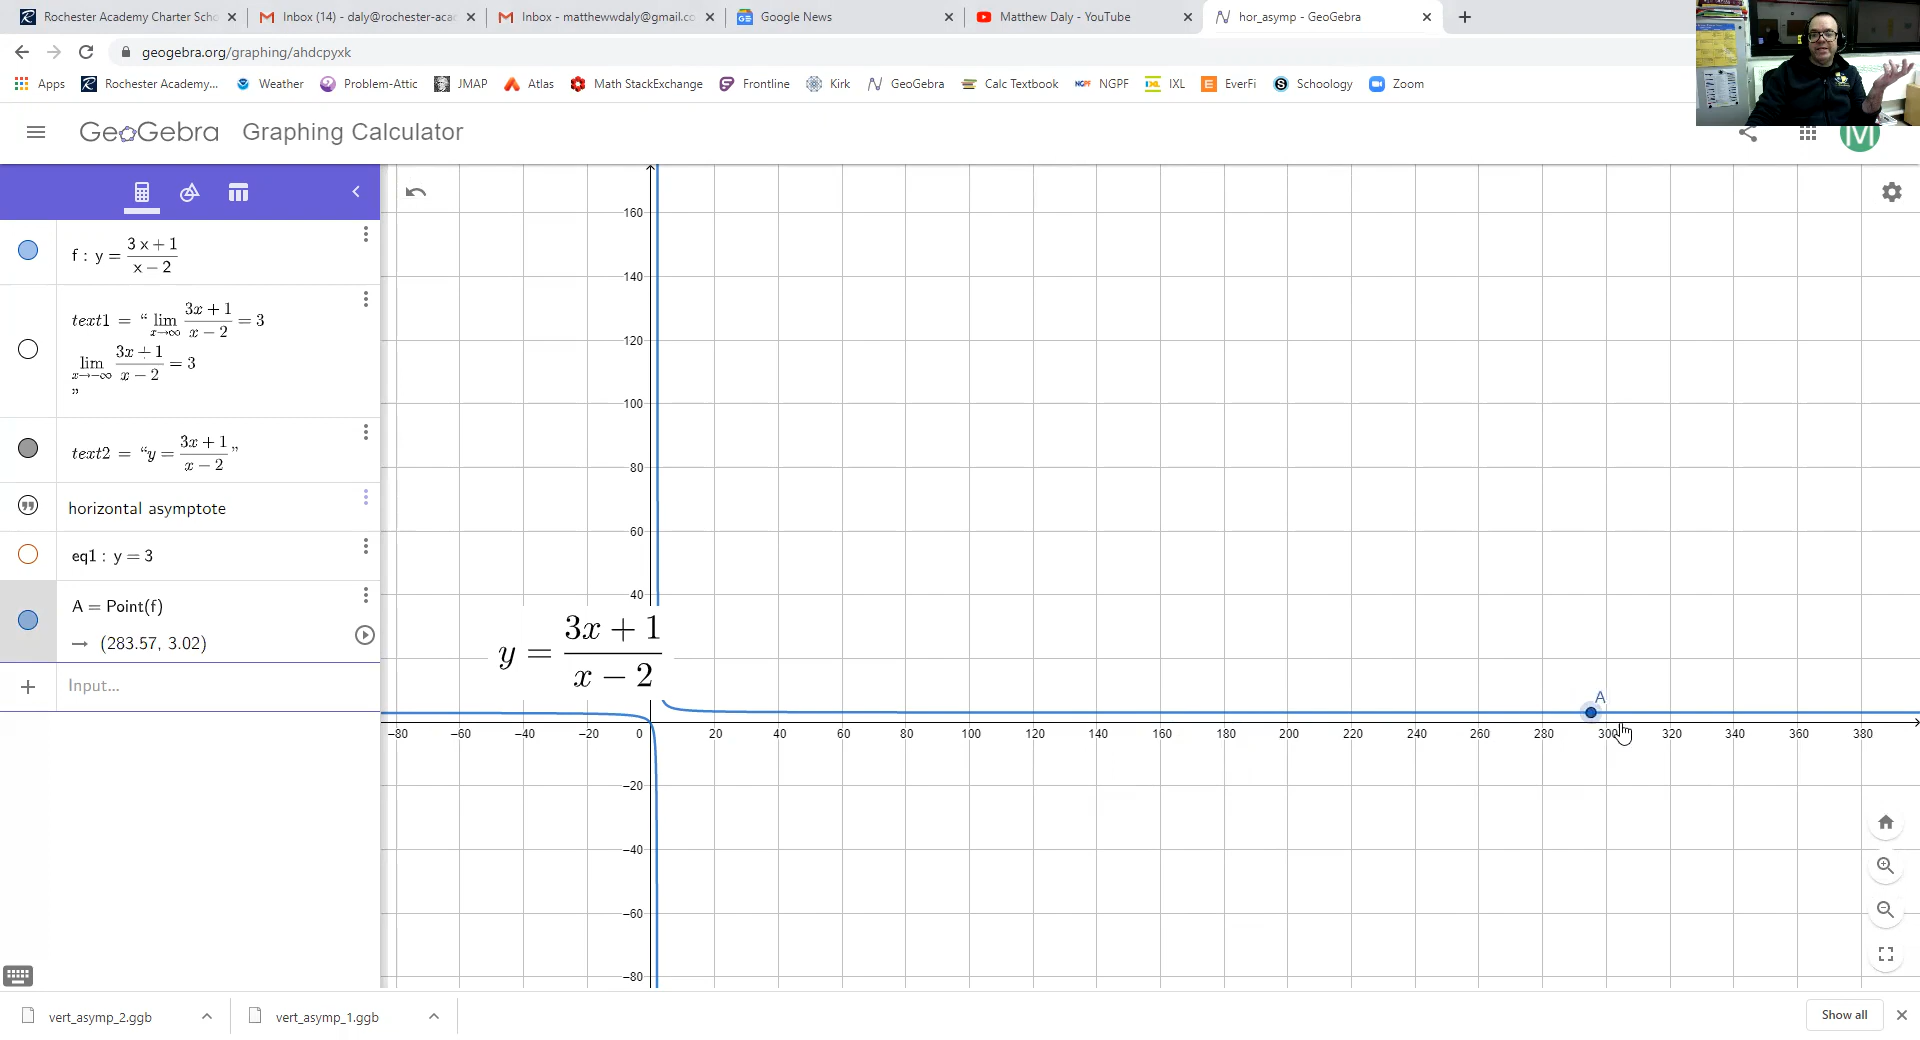 Rochester Academy Charter Scho
Inbox (14) - daly@rochester-aca
Inbox - matthewwdaly@gmail.co
Google News
Matthew Daly - YouTube
hor_asymp - GeoGebra
geogebra.org/graphing/ahdcpyxk
Apps
Rochester Academy...
Weather
Problem-Attic
JMAP
Atlas
Math StackExchange
Frontline
Kirk
GeoGebra
Calc Textbook
NGPF
NGPF
IXL
IXL
E
EverFi
S
Schoology
Zoom
GeoGebra
Graphing Calculator
M
f : y = (3 x + 1)/(x − 2)
text1 = “ lim x→∞ (3x + 1)/(x − 2) = 3
lim x→−∞ (3x + 1)/(x − 2) = 3
”
text2 = “y = (3x + 1)/(x − 2)”
horizontal asymptote
eq1 : y = 3
A = Point(f)
→ (283.57, 3.02)
+ Input...
160
140
120
100
80
60
40
y = (3x + 1)/(x − 2)
A
−80 −60 −40 −20 0 20 40 60 80 100 120 140 160 180 200 220 240 260 280 300 320 340 360 380
−20
−40
−60
−80
vert_asymp_2.ggb
vert_asymp_1.ggb
Show all